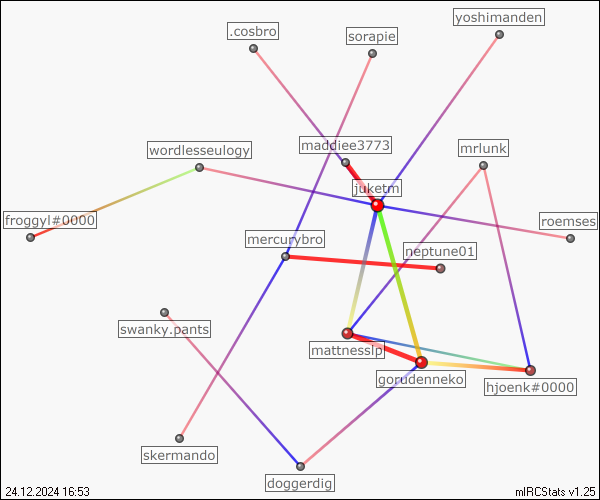 yoshimanden
.cosbro
sorapie
maddiee3773
wordlesseulogy
mrlunk
juketm
froggyl#0000
roemses
mercurybro
neptune01
swanky.pants
mattnesslp
gorudenneko
hjoenk#0000
skermando
doggerdig
24.12.2024 16:53
mIRCStats v1.25